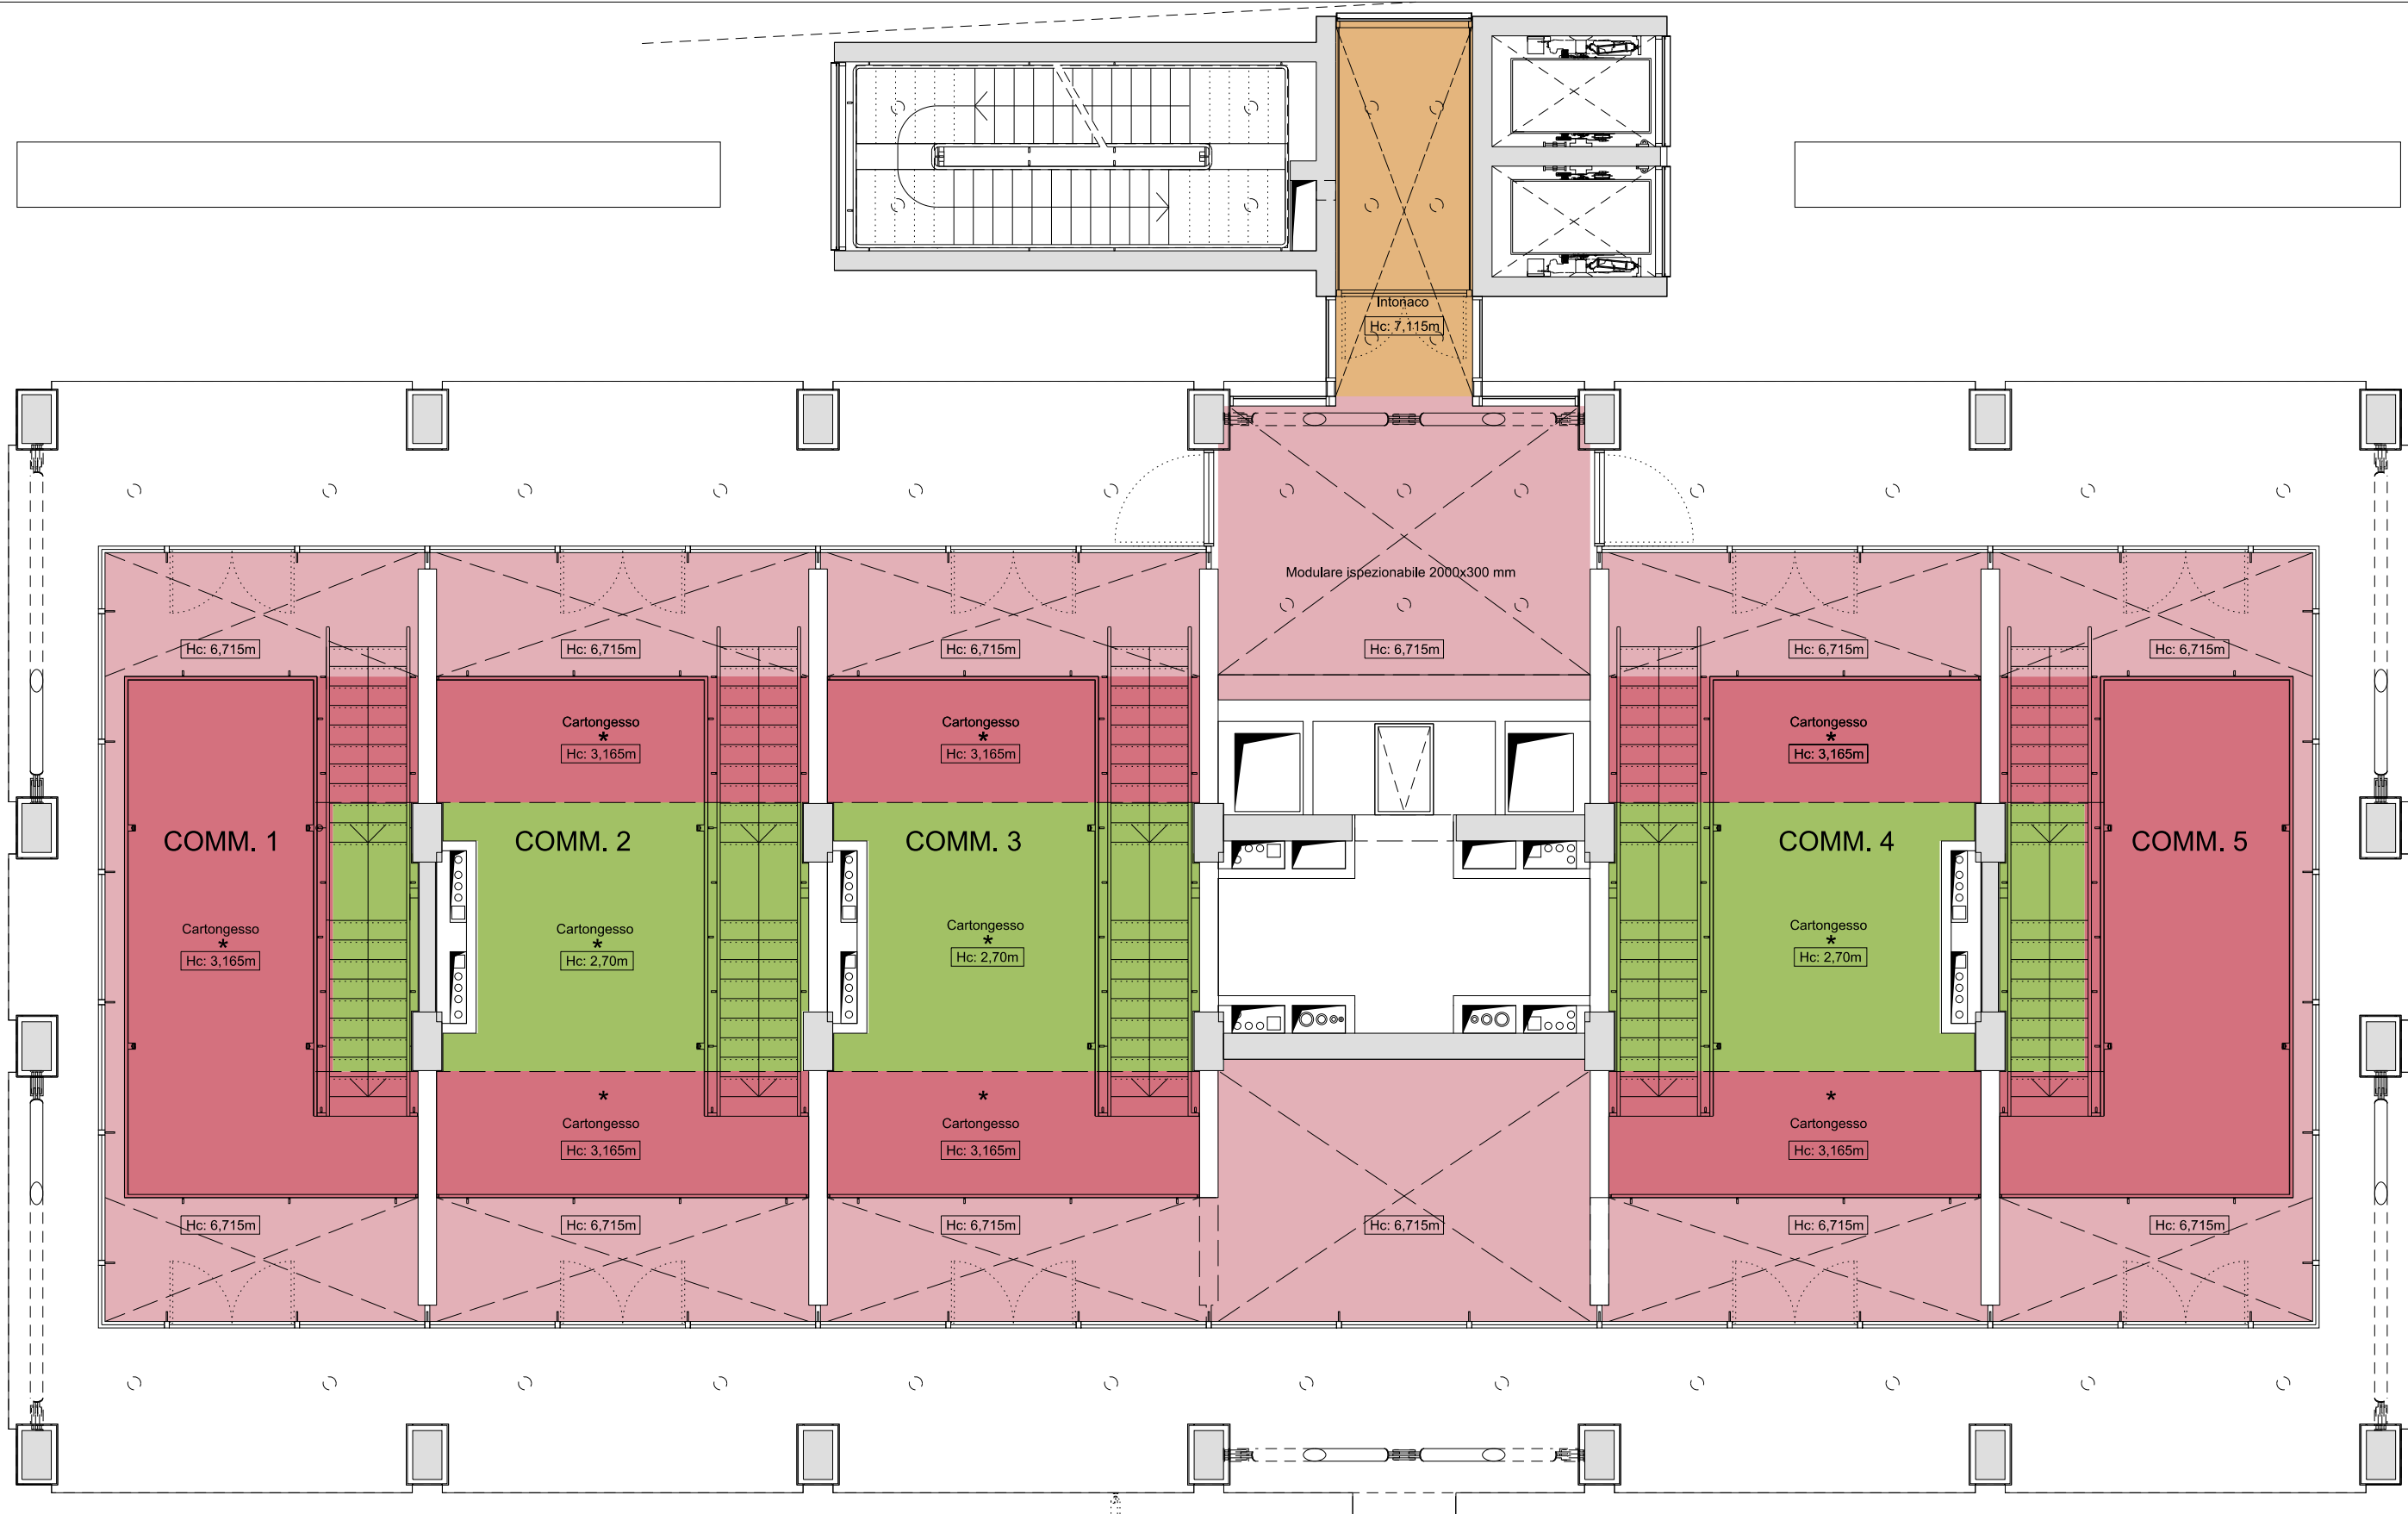 Intonaco
Hc: 7,115m
Modulare ispezionabile 2000x300 mm
Hc: 6,715m
Hc: 6,715m
Hc: 6,715m
Hc: 6,715m
Hc: 6,715m
Hc: 6,715m
Cartongesso
*
Hc: 3,165m
Cartongesso
*
Hc: 3,165m
Cartongesso
*
Hc: 3,165m
COMM. 1
COMM. 2
COMM. 3
COMM. 4
COMM. 5
Cartongesso
*
Hc: 3,165m
Cartongesso
*
Hc: 2,70m
Cartongesso
*
Hc: 2,70m
Cartongesso
*
Hc: 2,70m
*
Cartongesso
Hc: 3,165m
*
Cartongesso
Hc: 3,165m
*
Cartongesso
Hc: 3,165m
Hc: 6,715m
Hc: 6,715m
Hc: 6,715m
Hc: 6,715m
Hc: 6,715m
Hc: 6,715m